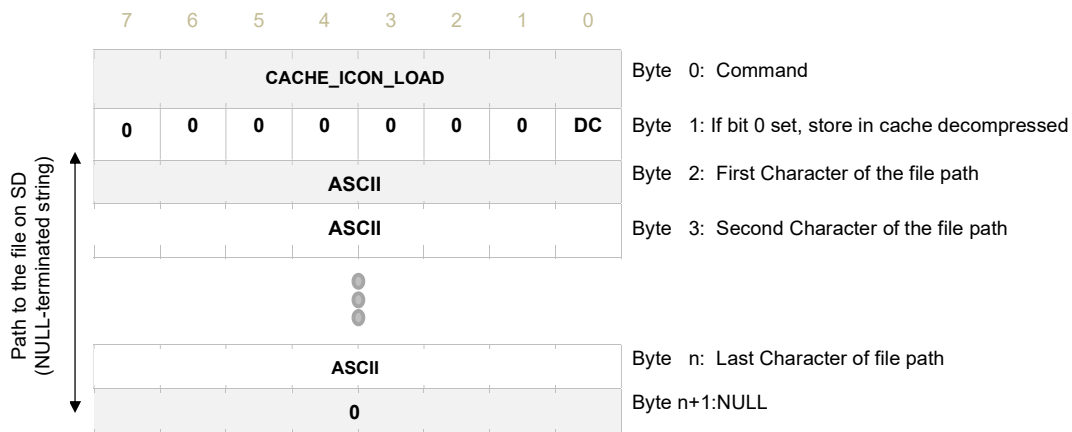 7 6 5 4 3 2 1 0
CACHE_ICON_LOAD Byte 0: Command
0 0 0 0 0 0 0 DC Byte 1: If bit 0 set, store in cache decompressed
Path to the file on SD
(NULL-terminated string)
ASCII Byte 2: First Character of the file path
ASCII Byte 3: Second Character of the file path
ASCII Byte n: Last Character of file path
0 Byte n+1:NULL